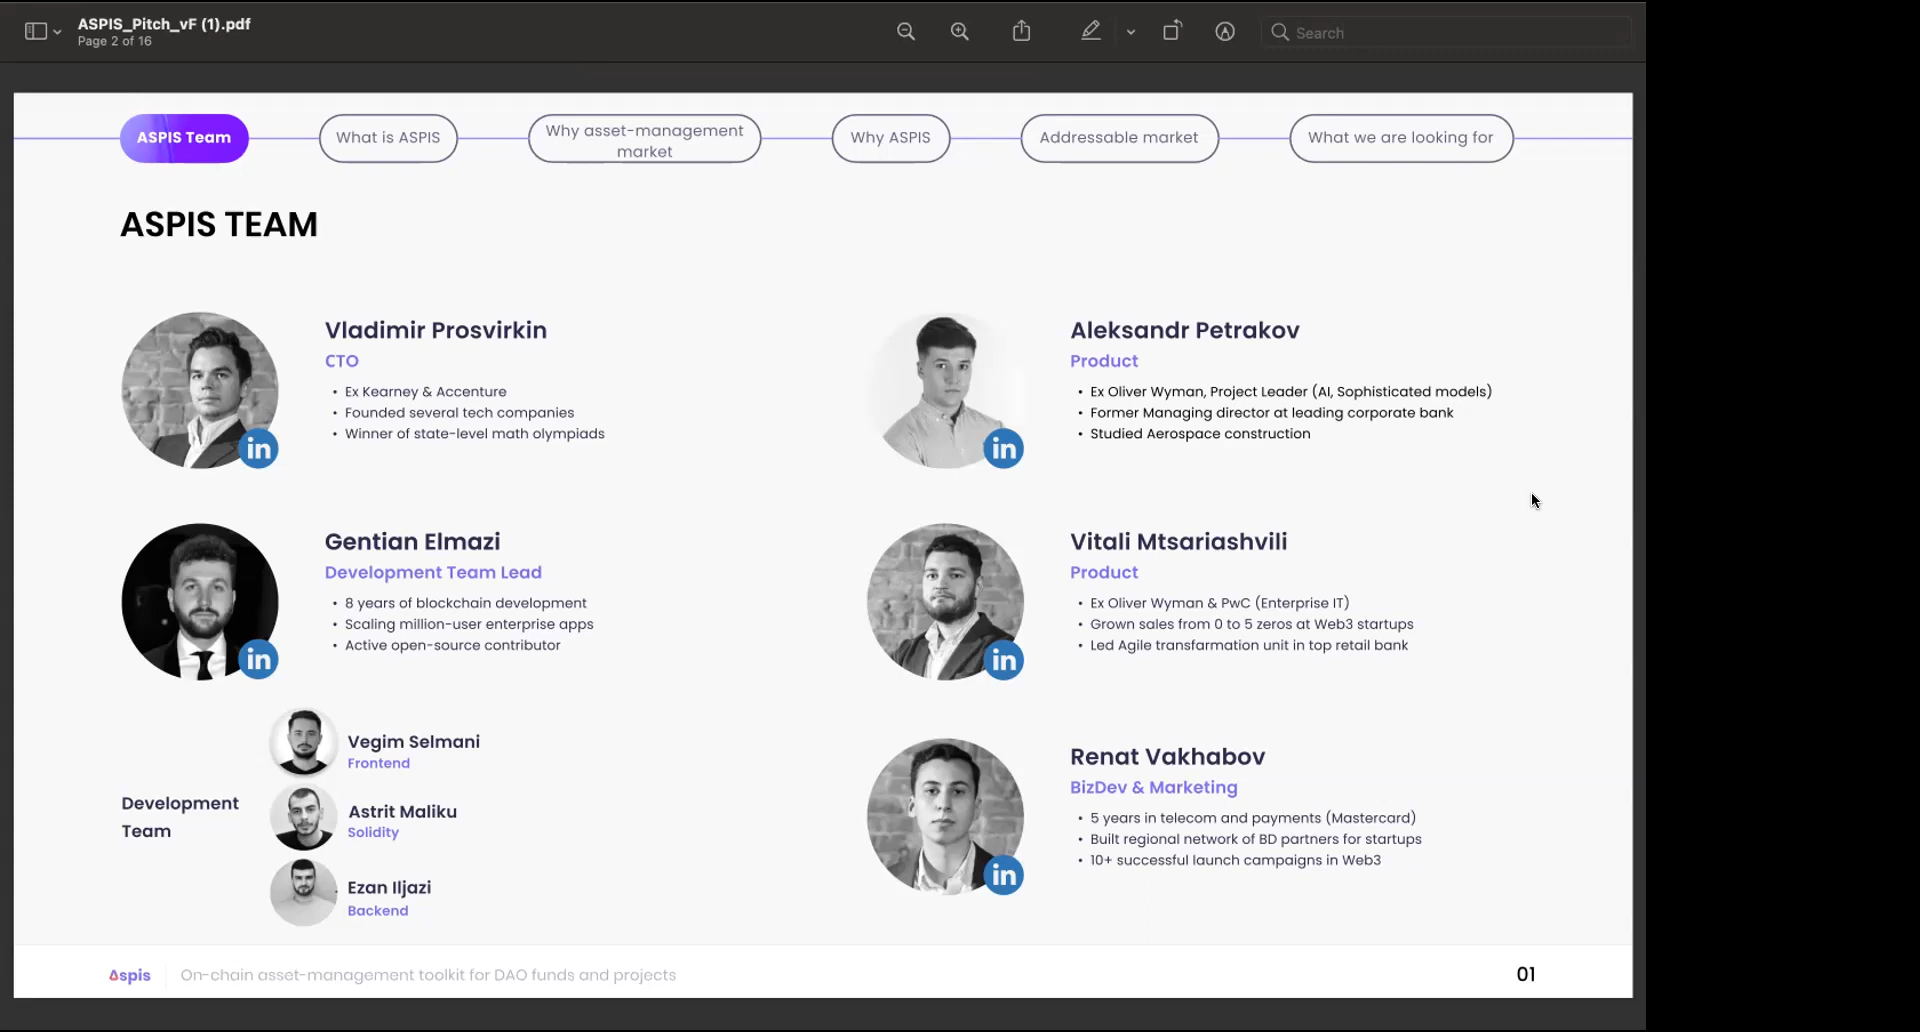 ASPIS_Pitch_vF (1).pdf
Page 2 of 16
Search
ASPIS Team
What is ASPIS
Why asset-management
market
Why ASPIS
Addressable market
What we are looking for
ASPIS TEAM
Vladimir Prosvirkin
CTO
• Ex Kearney & Accenture
• Founded several tech companies
• Winner of state-level math olympiads
in
Aleksandr Petrakov
Product
• Ex Oliver Wyman, Project Leader (AI, Sophisticated models)
• Former Managing director at leading corporate bank
• Studied Aerospace construction
in
Gentian Elmazi
Development Team Lead
• 8 years of blockchain development
• Scaling million-user enterprise apps
• Active open-source contributor
in
Vitali Mtsariashvili
Product
• Ex Oliver Wyman & PwC (Enterprise IT)
• Grown sales from 0 to 5 zeros at Web3 startups
• Led Agile transfarmation unit in top retail bank
in
Development
Team
Vegim Selmani
Frontend
Astrit Maliku
Solidity
Ezan Iljazi
Backend
Renat Vakhabov
BizDev & Marketing
• 5 years in telecom and payments (Mastercard)
• Built regional network of BD partners for startups
• 10+ successful launch campaigns in Web3
in
Aspis
On-chain asset-management toolkit for DAO funds and projects
01